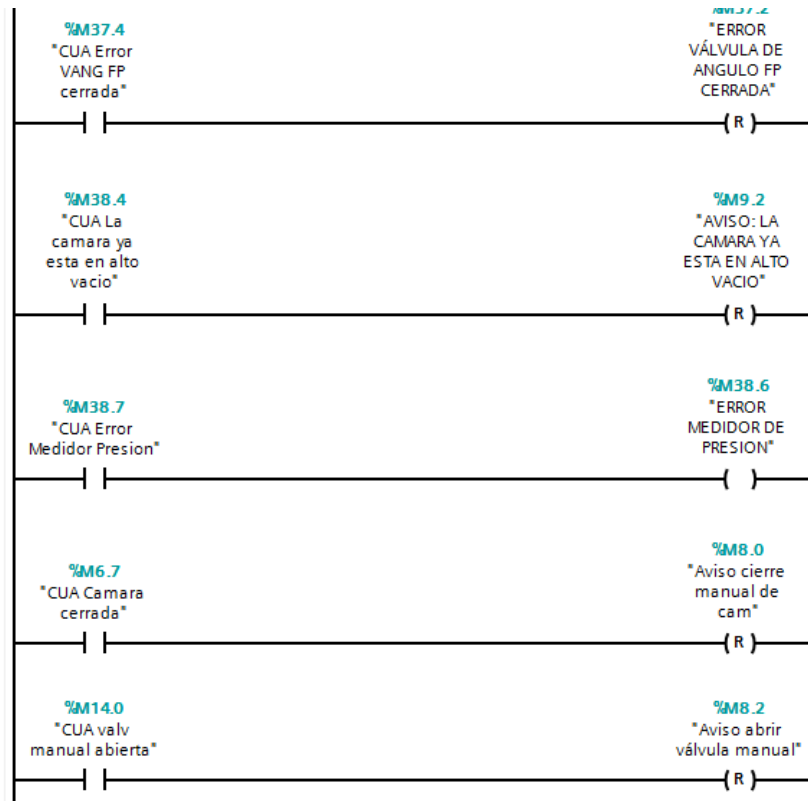 %M37.4
"CUA Error
VANG FP
cerrada"
%M37.2
"ERROR
VÁLVULA DE
ANGULO FP
CERRADA"
R
%M38.4
"CUA La
camara ya
esta en alto
vacio"
%M9.2
"AVISO: LA
CAMARA YA
ESTA EN ALTO
VACIO"
R
%M38.7
"CUA Error
Medidor Presion"
%M38.6
"ERROR
MEDIDOR DE
PRESION"
%M6.7
"CUA Camara
cerrada"
%M8.0
"Aviso cierre
manual de
cam"
R
%M14.0
"CUA valv
manual abierta"
%M8.2
"Aviso abrir
válvula manual"
R